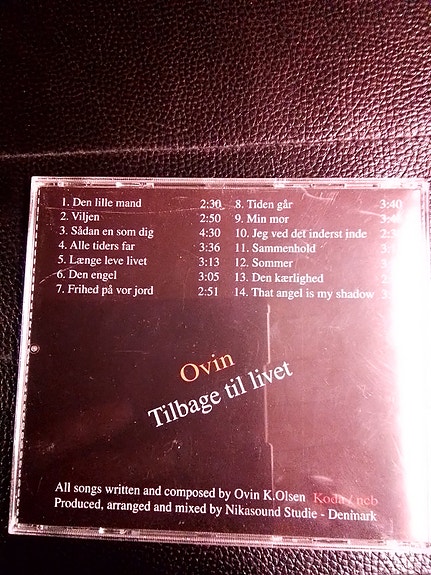 1. Den lille mand 2:30
2. Viljen 2:50
3. Sådan en som dig 4:30
4. Alle tiders far 3:36
5. Længe leve livet 3:13
6. Den engel 3:05
7. Frihed på vor jord 2:51
8. Tiden går 3:40
9. Min mor
10. Jeg ved det inderst inde
11. Sammenhold
12. Sommer
13. Den kærlighed
14. That angel is my shadow
Ovin
Tilbage til livet
All songs written and composed by Ovin K.Olsen Koda / ncb
Produced, arranged and mixed by Nikasound Studie - Denmark